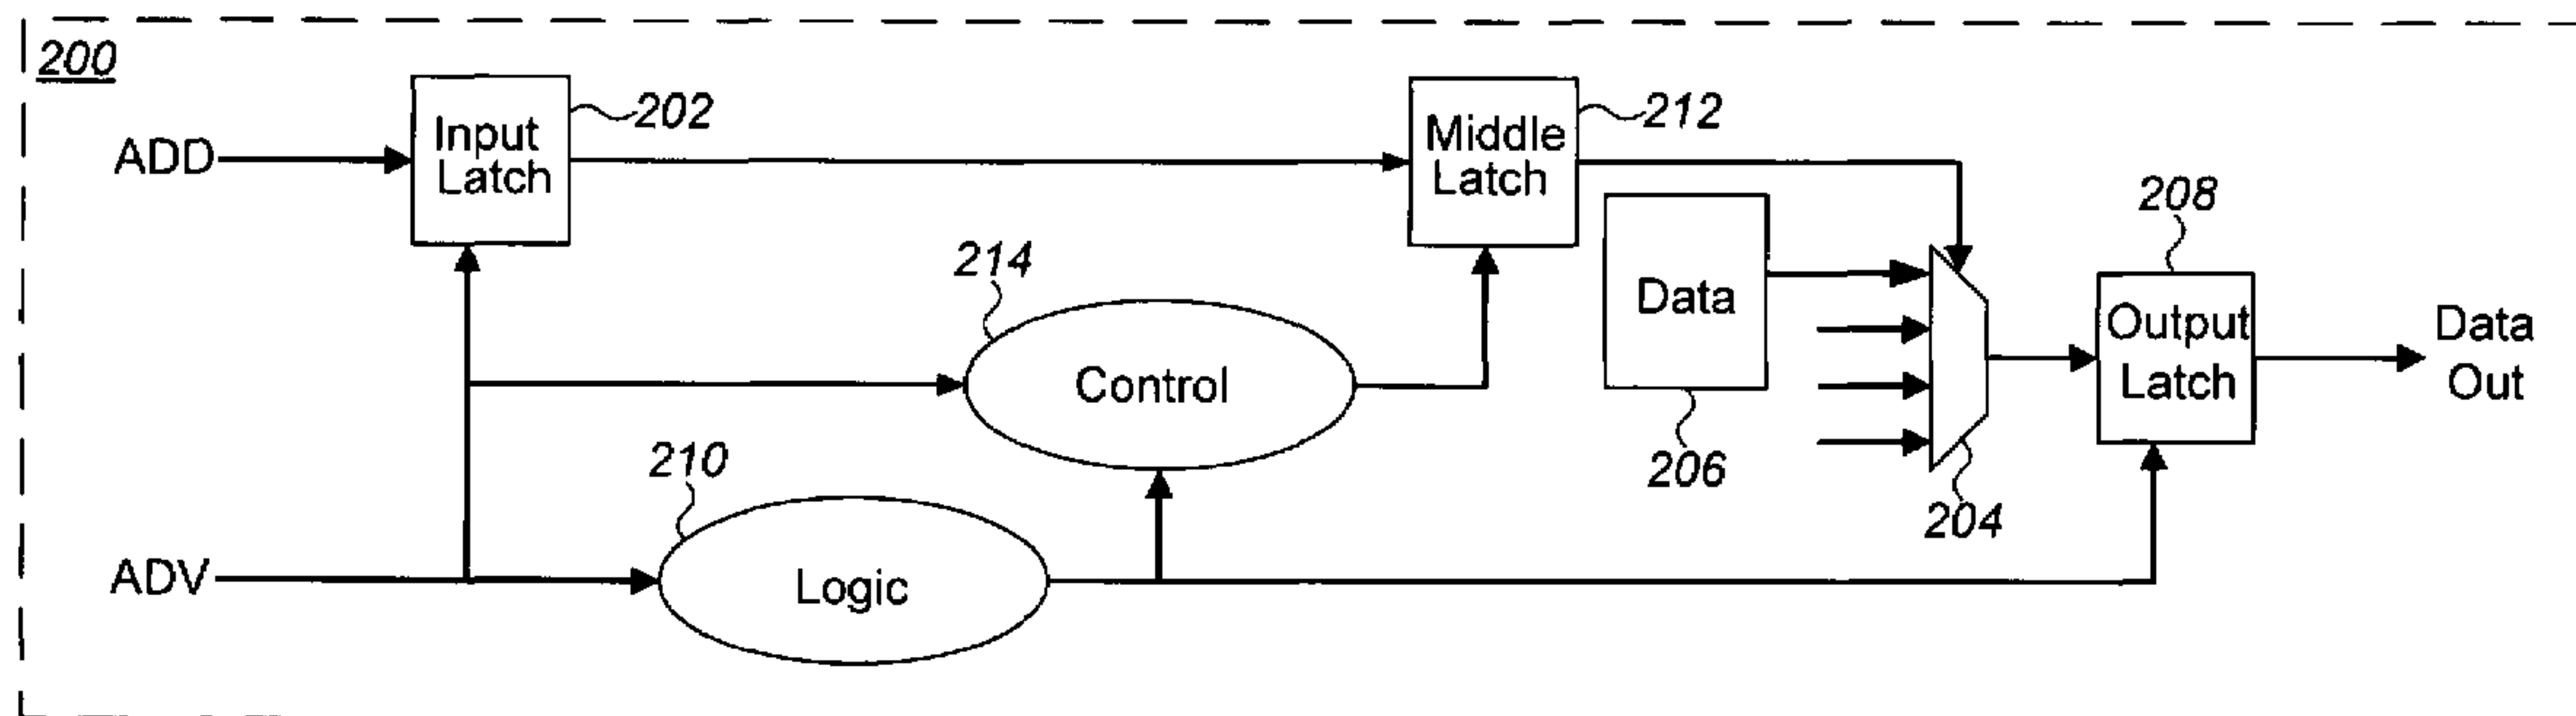 200
ADD
Input
Latch
202
Middle
Latch
212
208
214
Data
206
Control
Output
Latch
Data
Out
204
210
ADV
Logic